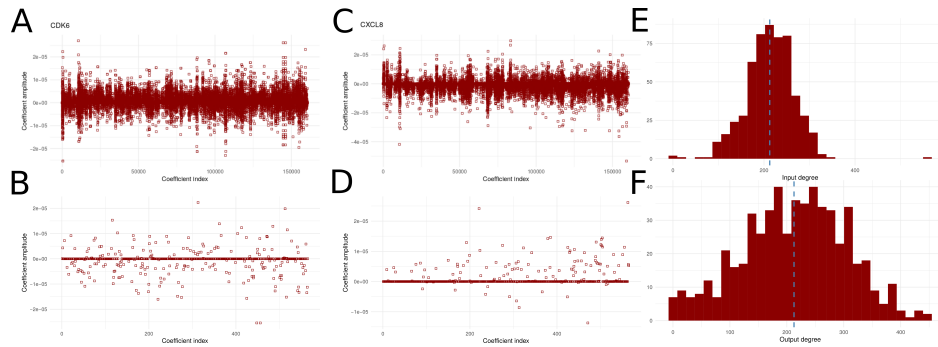 A
CDK6
2e−05
1e−05
0e+00
−1e−05
−2e−05
Coefficient amplitude
0
50000
100000
150000
Coefficient Index
B
2e−05
1e−05
0e+00
−1e−05
−2e−05
Coefficient amplitude
0
200
400
Coefficient index
C
CXCL8
2e−05
0e+00
−2e−05
−4e−05
Coefficient amplitude
0
50000
100000
150000
Coefficient Index
D
2e−05
1e−05
0e+00
−1e−05
Coefficient amplitude
0
200
400
Coefficient index
E
75
50
25
0
0
200
400
Input degree
F
40
30
20
10
0
0
100
200
300
400
Output degree